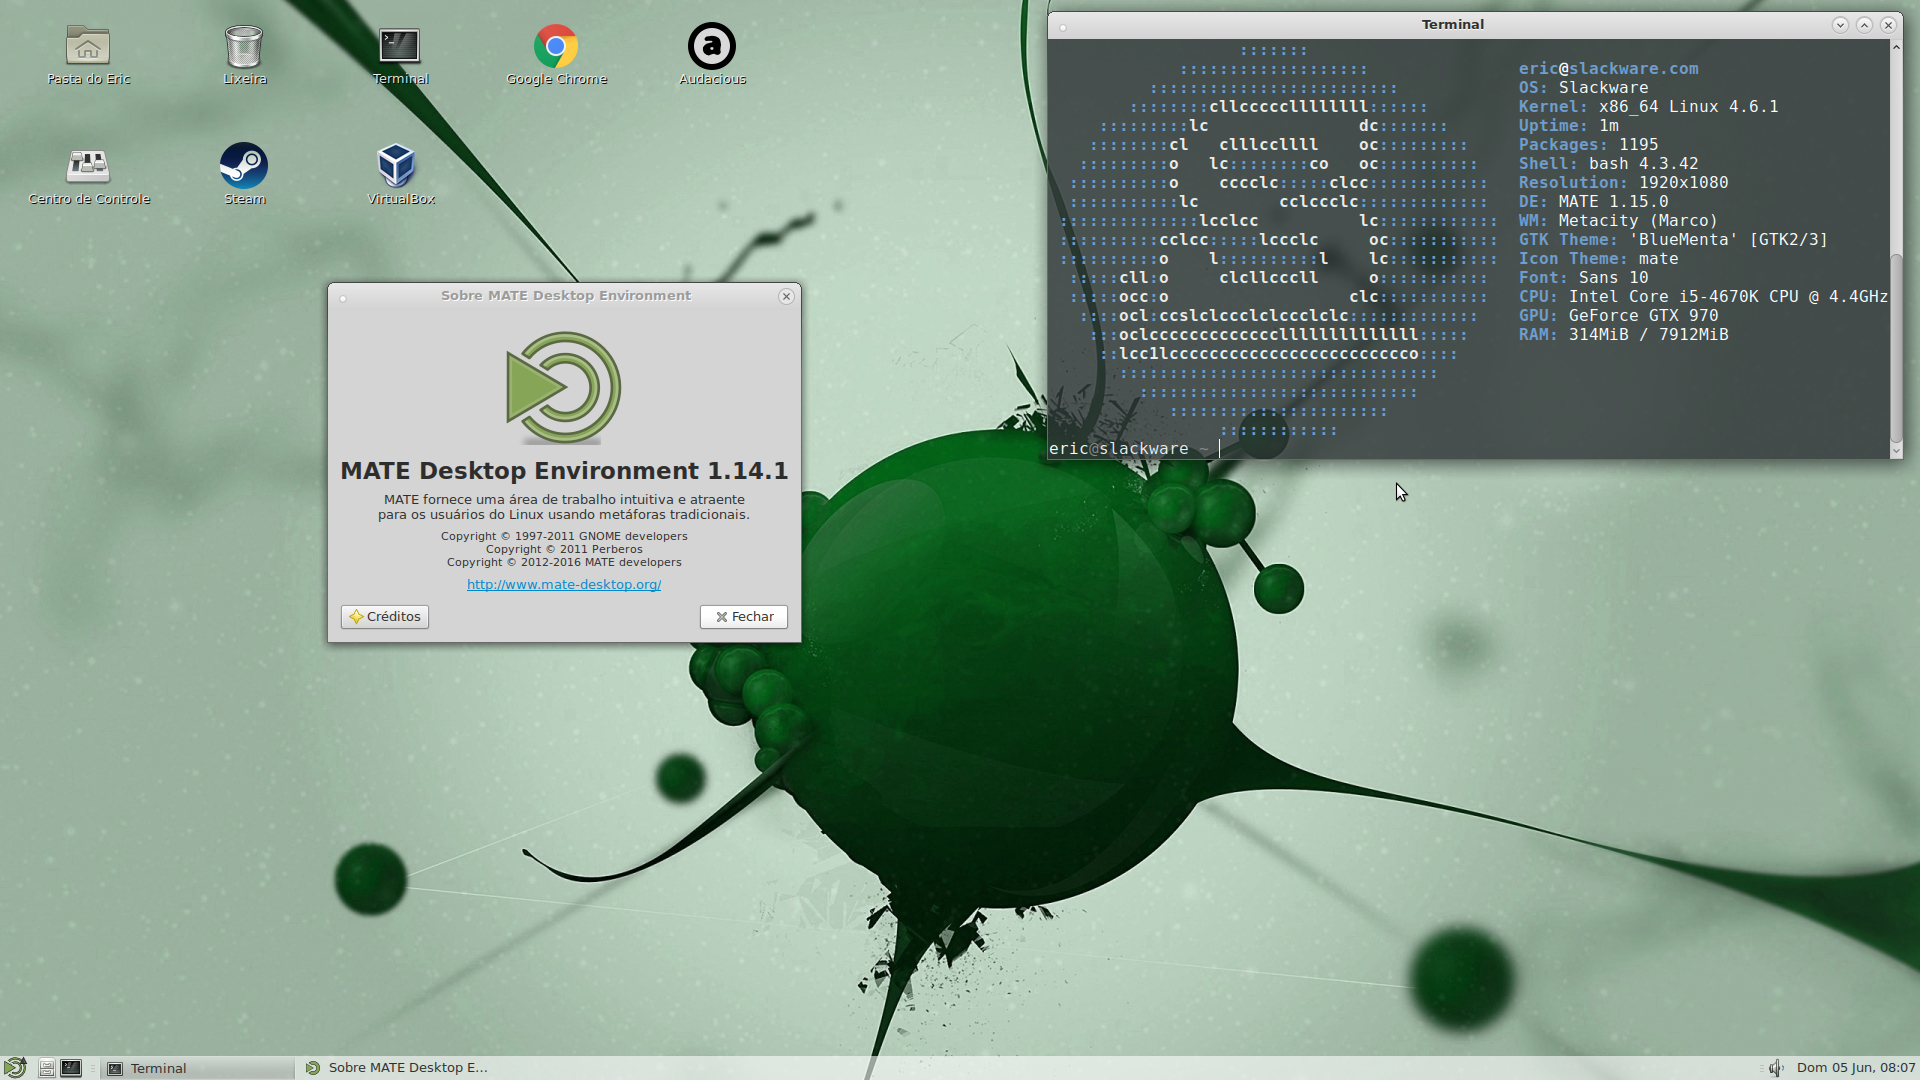 Pasta do Eric
Lixeira
Terminal
Google Chrome
Audacious
Centro de Controle
Steam
VirtualBox
Sobre MATE Desktop Environment
MATE Desktop Environment 1.14.1
MATE fornece uma área de trabalho intuitiva e atraente
para os usuários do Linux usando metáforas tradicionais.
Copyright © 1997-2011 GNOME developers
Copyright © 2011 Perberos
Copyright © 2012-2016 MATE developers
http://www.mate-desktop.org/
Créditos
Fechar
Terminal
eric@slackware.com
OS: Slackware
Kernel: x86_64 Linux 4.6.1
Uptime: 1m
Packages: 1195
Shell: bash 4.3.42
Resolution: 1920x1080
DE: MATE 1.15.0
WM: Metacity (Marco)
GTK Theme: 'BlueMenta' [GTK2/3]
Icon Theme: mate
Font: Sans 10
CPU: Intel Core i5-4670K CPU @ 4.4GHz
GPU: GeForce GTX 970
RAM: 314MiB / 7912MiB
eric@slackware ~
Terminal
Sobre MATE Desktop E...
Dom 05 Jun, 08:07